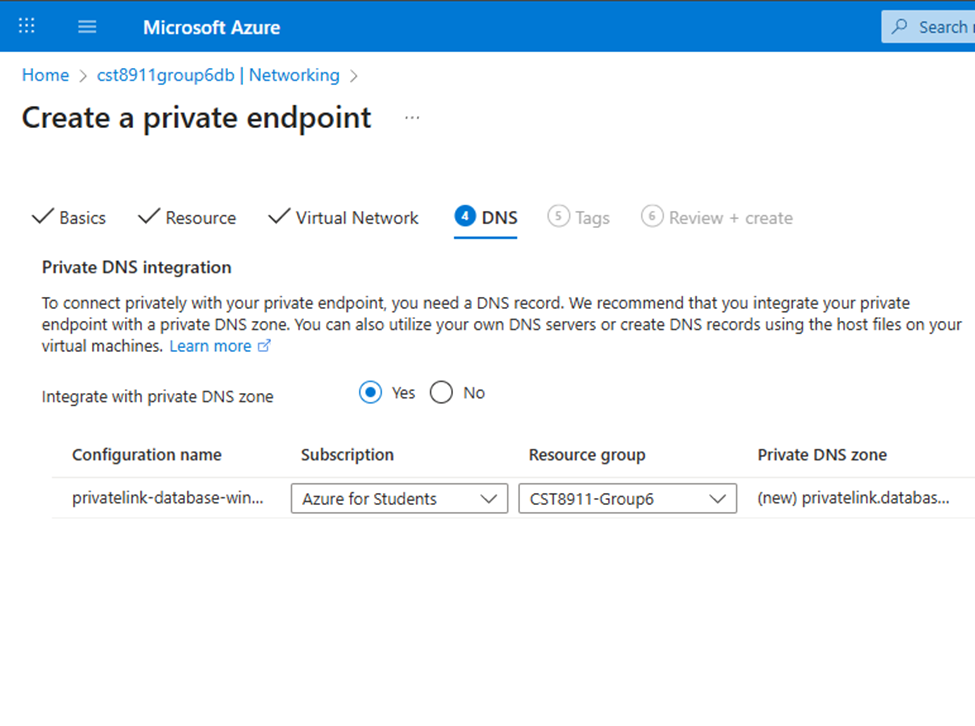 Microsoft Azure
Search
Home > cst8911group6db | Networking >
Create a private endpoint ...
Basics Resource Virtual Network 4 DNS 5 Tags 6 Review + create
Private DNS integration
To connect privately with your private endpoint, you need a DNS record. We recommend that you integrate your private
endpoint with a private DNS zone. You can also utilize your own DNS servers or create DNS records using the host files on your
virtual machines. Learn more
Integrate with private DNS zone Yes No
Configuration name Subscription Resource group Private DNS zone
privatelink-database-win... Azure for Students CST8911-Group6 (new) privatelink.databas...